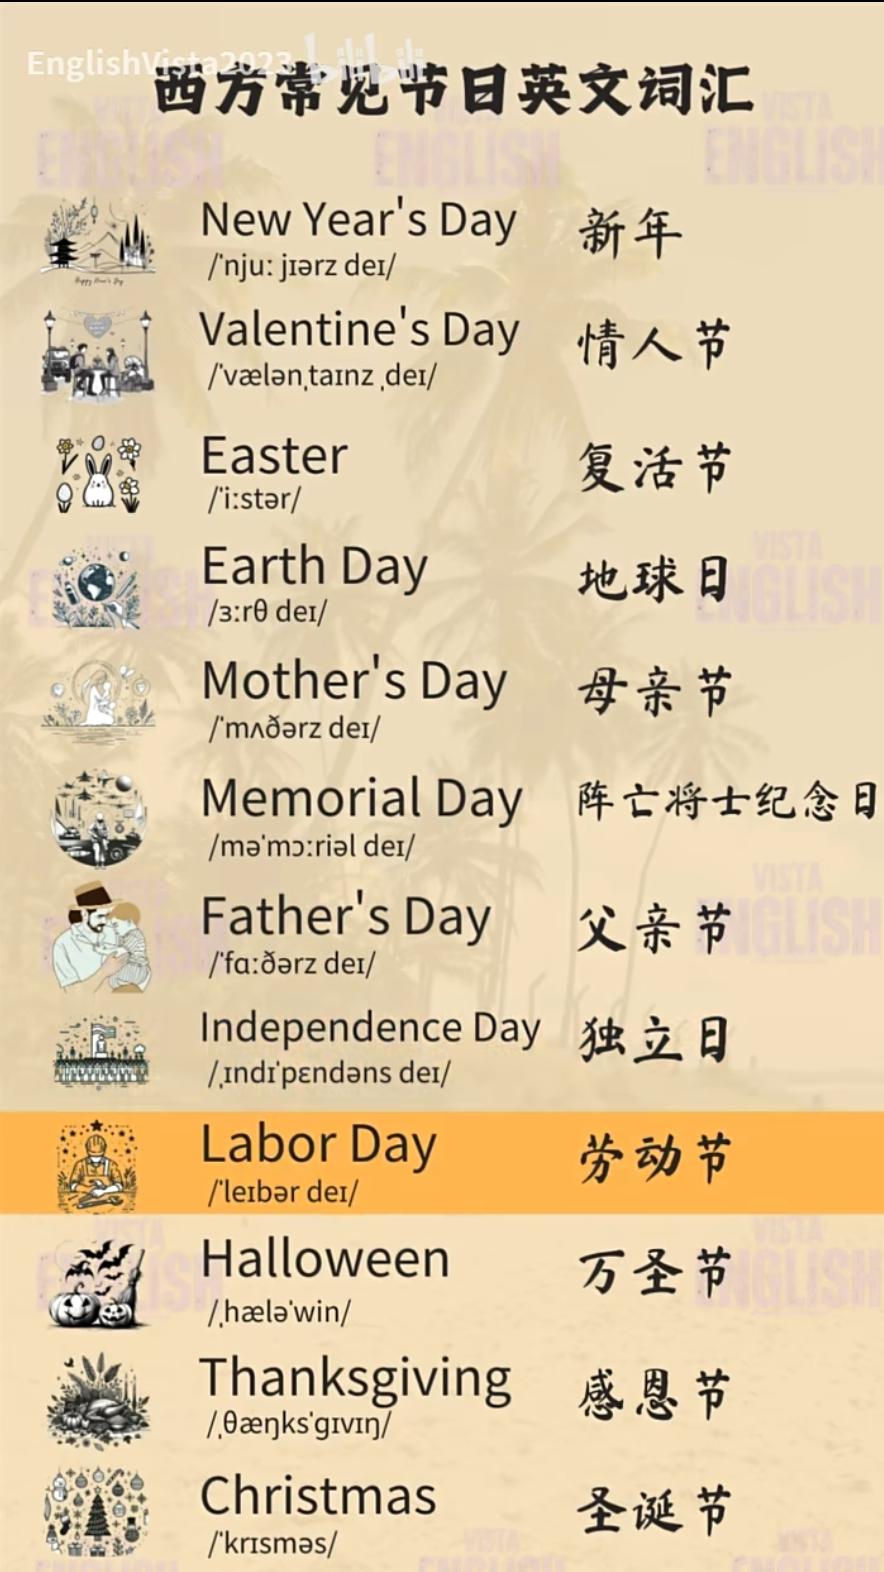 EnglishVista2023 bilibili
西方常见节日英文词汇
New Year's Day 新年
/ˈnjuː jɪərz deɪ/
Valentine's Day 情人节
/ˈvælənˌtaɪnz ˌdeɪ/
Easter 复活节
/ˈiːstər/
Earth Day 地球日
/ɜːrθ deɪ/
Mother's Day 母亲节
/ˈmʌðərz deɪ/
Memorial Day 阵亡将士纪念日
/məˈmɔːriəl deɪ/
Father's Day 父亲节
/ˈfɑːðərz deɪ/
Independence Day 独立日
/ˌɪndɪˈpɛndəns deɪ/
Labor Day 劳动节
/ˈleɪbər deɪ/
Halloween 万圣节
/ˌhæləˈwin/
Thanksgiving 感恩节
/ˌθæŋksˈɡɪvɪŋ/
Christmas 圣诞节
/ˈkrɪsməs/
VISTA ENGLISH